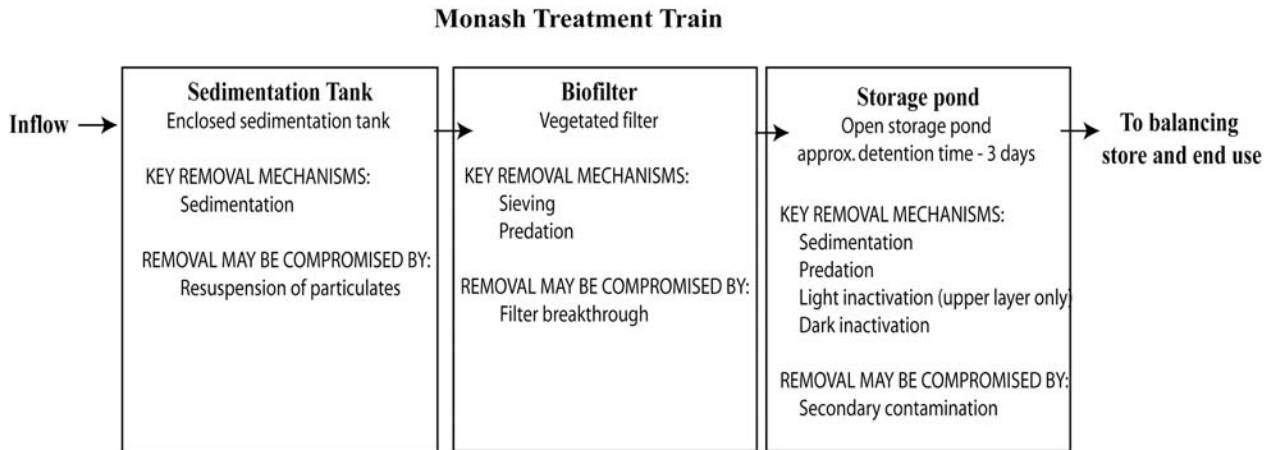 Monash Treatment Train
Inflow
Sedimentation Tank
Enclosed sedimentation tank
KEY REMOVAL MECHANISMS:
Sedimentation
REMOVAL MAY BE COMPROMISED BY:
Resuspension of particulates
Biofilter
Vegetated filter
KEY REMOVAL MECHANISMS:
Sieving
Predation
REMOVAL MAY BE COMPROMISED BY:
Filter breakthrough
Storage pond
Open storage pond
approx. detention time - 3 days
KEY REMOVAL MECHANISMS:
Sedimentation
Predation
Light inactivation (upper layer only)
Dark inactivation
REMOVAL MAY BE COMPROMISED BY:
Secondary contamination
To balancing
store and end use